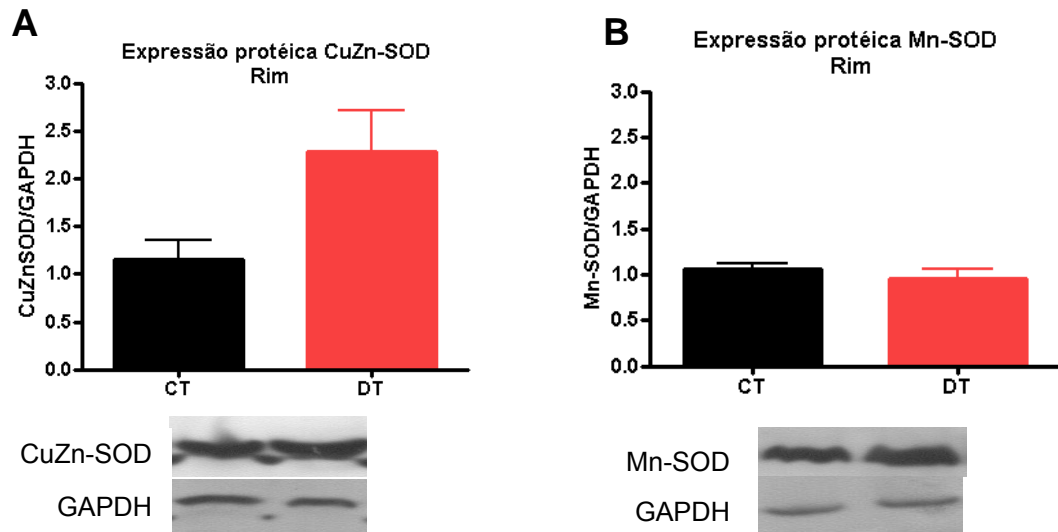 A
Expressão protéica CuZn-SOD
Rim
CuZnSOD/GAPDH
3.0
2.5
2.0
1.5
1.0
0.5
0.0
CT
DT
CuZn-SOD
GAPDH
B
Expressão protéica Mn-SOD
Rim
Mn-SOD/GAPDH
3.0
2.5
2.0
1.5
1.0
0.5
0.0
CT
DT
Mn-SOD
GAPDH